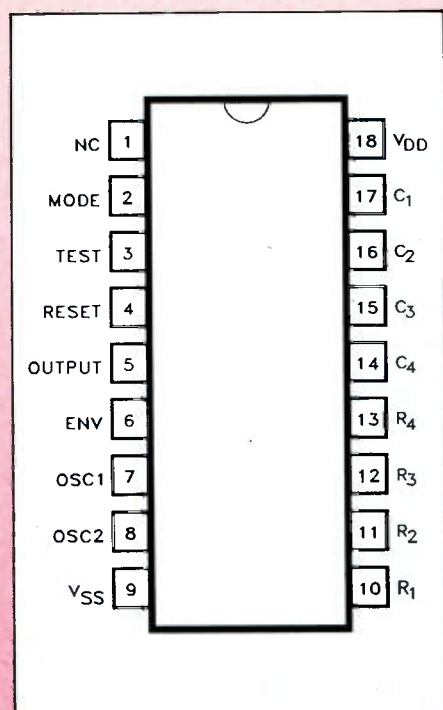 NC 1
MODE 2
TEST 3
RESET 4
OUTPUT 5
ENV 6
OSC1 7
OSC2 8
VSS 9
18 VDD
17 C1
16 C2
15 C3
14 C4
13 R4
12 R3
11 R2
10 R1